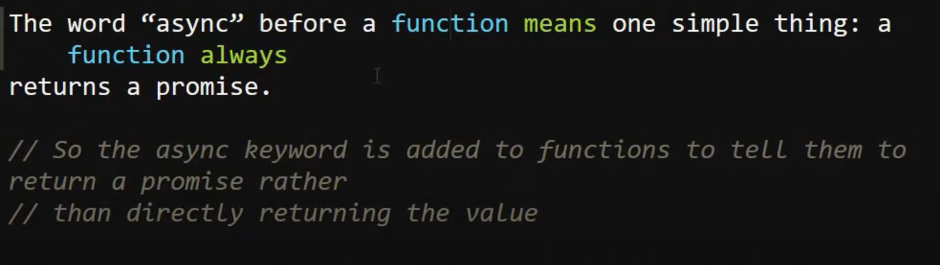 The word “async” before a function means one simple thing: a
function always
returns a promise.
// So the async keyword is added to functions to tell them to
return a promise rather
// than directly returning the value